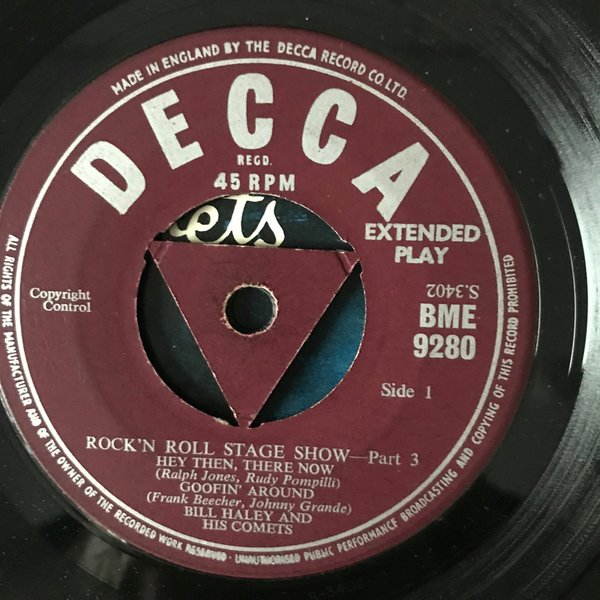 MADE IN ENGLAND BY THE DECCA RECORD CO. LTD.
DECCA
REGD.
45 RPM
ets
EXTENDED
PLAY
S.3402
Copyright
Control
BME
9280
Side 1
ROCK'N ROLL STAGE SHOW—Part 3
HEY THEN, THERE NOW
(Ralph Jones, Rudy Pompilli)
GOOFIN' AROUND
(Frank Beecher, Johnny Grande)
BILL HALEY AND
HIS COMETS
ALL RIGHTS OF THE MANUFACTURER AND OF THE OWNER OF THE RECORDED WORK RESERVED · UNAUTHORISED PUBLIC PERFORMANCE BROADCASTING AND COPYING OF THIS RECORD PROHIBITED